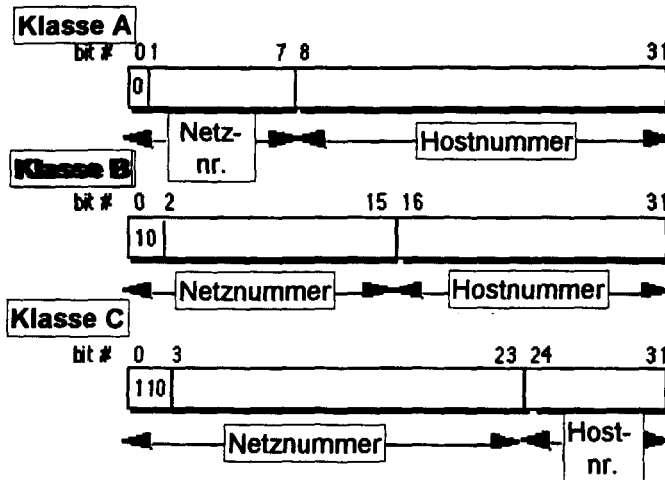 Klasse A
bit # 0 1 7 8 31
0
Netz- Hostnummer
nr.
Klasse B
bit # 0 2 15 16 31
10
Netznummer Hostnummer
Klasse C
bit # 0 3 23 24 31
110
Netznummer Host-
nr.